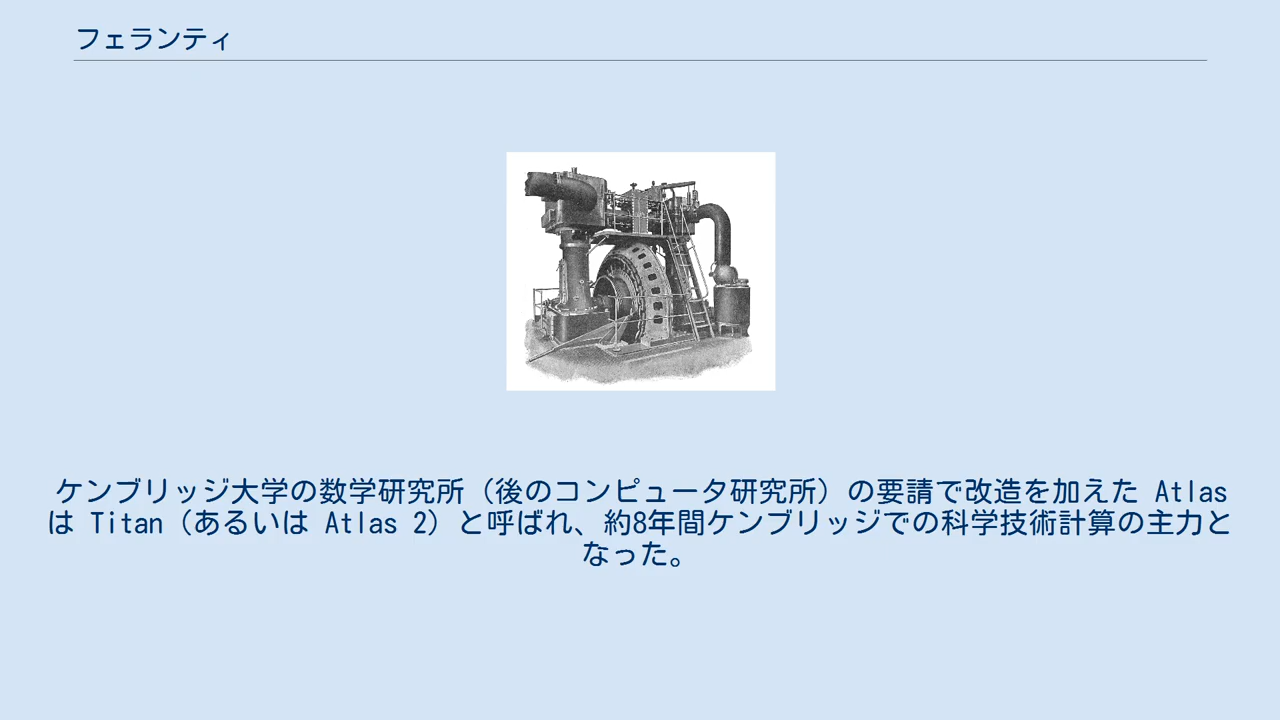 フェランティ
ケンブリッジ大学の数学研究所（後のコンピュータ研究所）の要請で改造を加えた Atlas
は Titan（あるいは Atlas 2）と呼ばれ、約8年間ケンブリッジでの科学技術計算の主力と
なった。